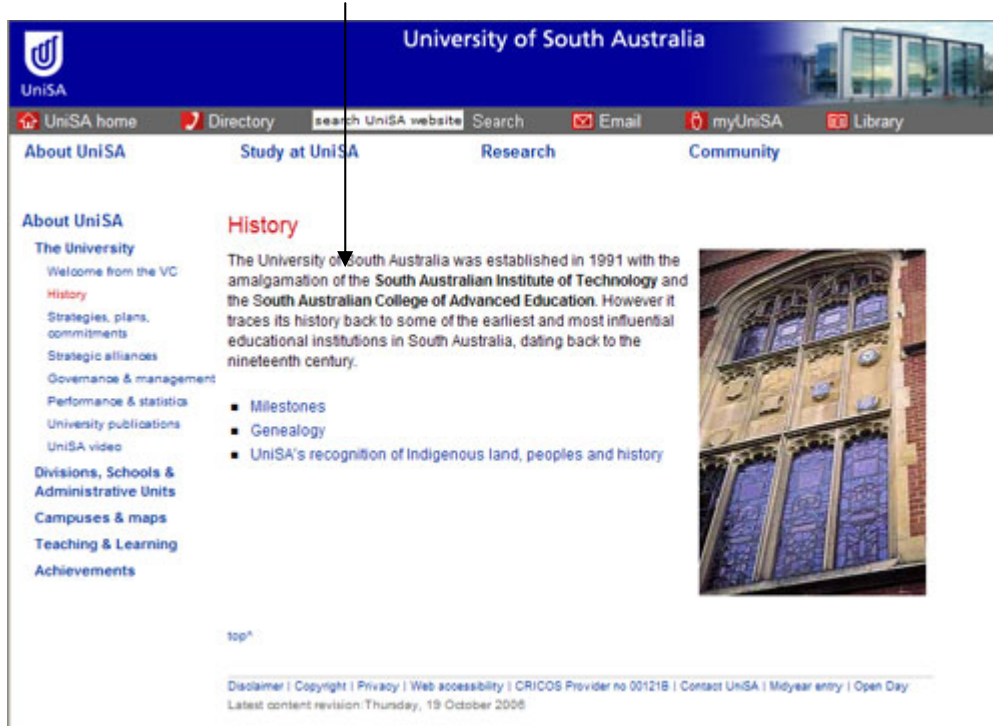 University of South Australia
UniSA
UniSA home Directory search UniSA website Search Email myUniSA Library
About UniSA Study at UniSA Research Community
About UniSA
The University
Welcome from the VC
History
Strategies, plans,
commitments
Strategic alliances
Governance & management
Performance & statistics
University publications
UniSA video
Divisions, Schools &
Administrative Units
Campuses & maps
Teaching & Learning
Achievements
History
The University of South Australia was established in 1991 with the
amalgamation of the South Australian Institute of Technology and
the South Australian College of Advanced Education. However it
traces its history back to some of the earliest and most influential
educational institutions in South Australia, dating back to the
nineteenth century.
Milestones
Genealogy
UniSA's recognition of Indigenous land, peoples and history
top^
Disclaimer | Copyright | Privacy | Web accessibility | CRICOS Provider no 00121B | Contact UniSA | Midyear entry | Open Day
Latest content revision: Thursday, 19 October 2006